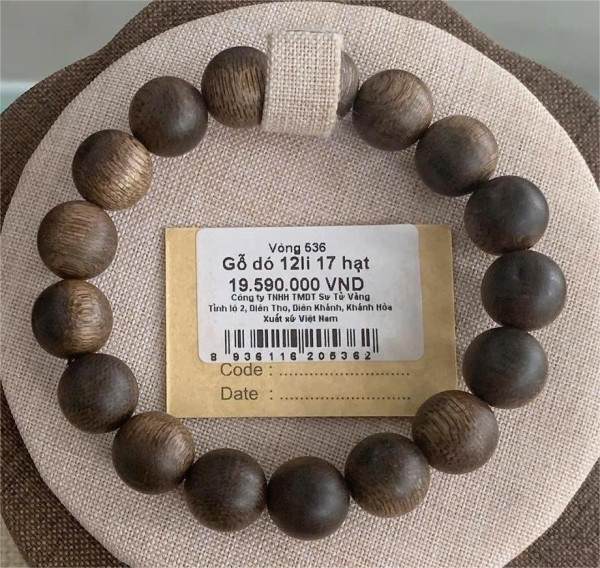 Vòng 536
Gỗ dó 12li 17 hạt
19.590.000 VND
Công ty TNHH TMDT Sư Tử Vàng
Tỉnh lô 2, Diên Thọ, Diên Khánh, Khánh Hòa
Xuất xứ Việt Nam
8 936116 205362
Code : ........................
Date : ........................